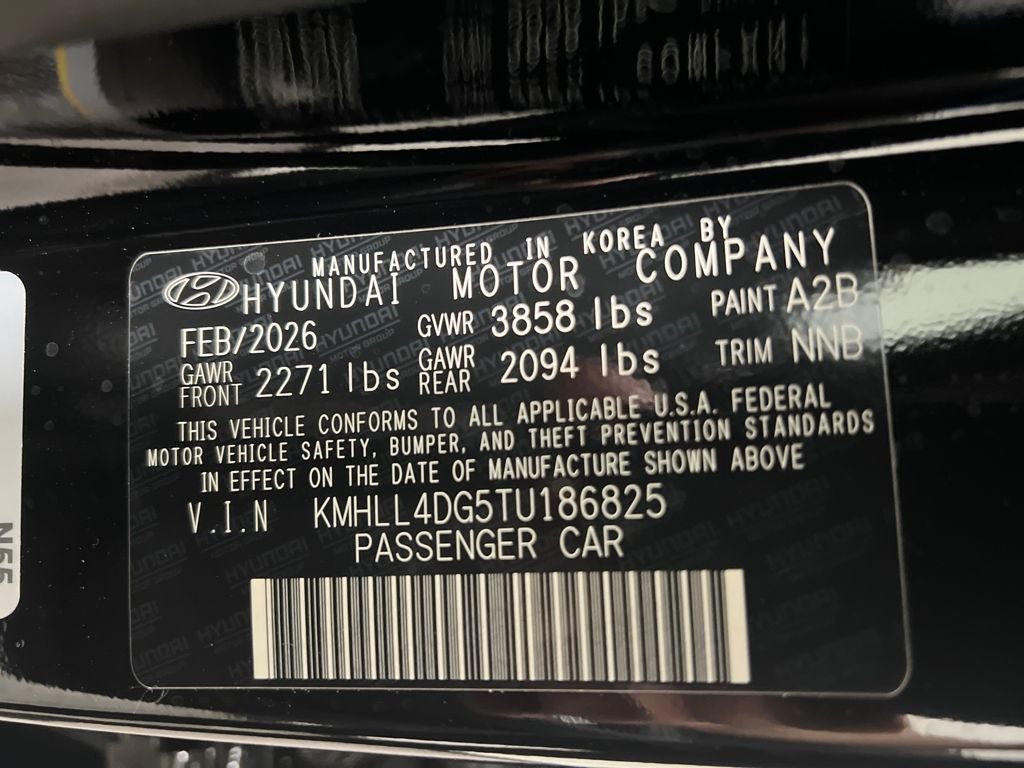 MANUFACTURED IN KOREA BY
HYUNDAI MOTOR COMPANY
FEB/2026 GVWR 3858 lbs PAINT A2B
GAWR FRONT 2271 lbs GAWR REAR 2094 lbs TRIM NNB
THIS VEHICLE CONFORMS TO ALL APPLICABLE U.S.A. FEDERAL
MOTOR VEHICLE SAFETY, BUMPER, AND THEFT PREVENTION STANDARDS
IN EFFECT ON THE DATE OF MANUFACTURE SHOWN ABOVE
V.I.N KMHLL4DG5TU186825
PASSENGER CAR